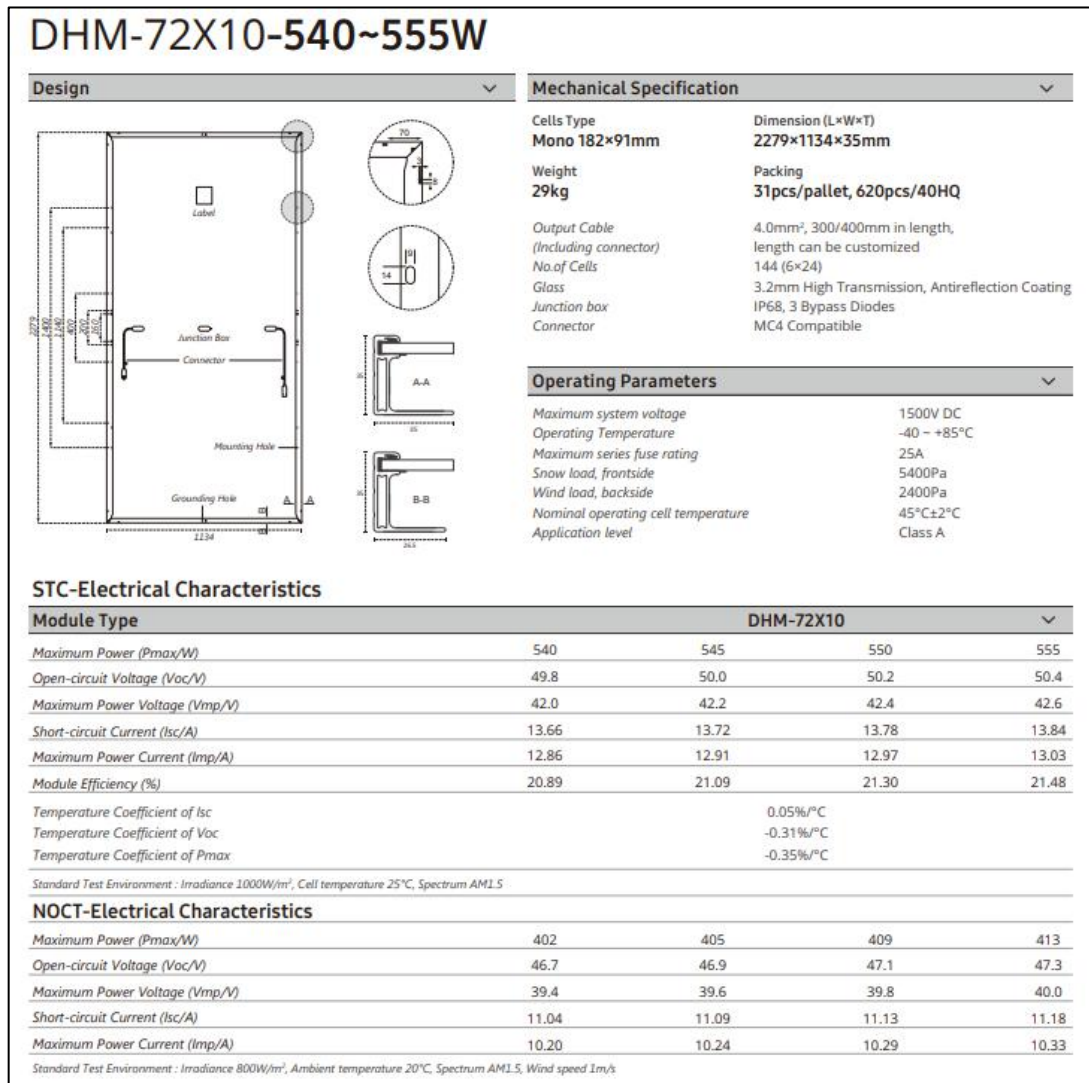 DHM-72X10-540~555W
Design
70
Label
9
14
2279
1400
1140
400
200
160
Junction Box
Connector
Mounting Hole
Grounding Hole
A A
B
B
1134
35
A-A
35
35
B-B
26.5
Mechanical Specification
Cells Type Dimension (L×W×T)
Mono 182×91mm 2279×1134×35mm
Weight Packing
29kg 31pcs/pallet, 620pcs/40HQ
Output Cable 4.0mm², 300/400mm in length,
(Including connector) length can be customized
No.of Cells 144 (6×24)
Glass 3.2mm High Transmission, Antireflection Coating
Junction box IP68, 3 Bypass Diodes
Connector MC4 Compatible
Operating Parameters
Maximum system voltage 1500V DC
Operating Temperature -40 ~ +85°C
Maximum series fuse rating 25A
Snow load, frontside 5400Pa
Wind load, backside 2400Pa
Nominal operating cell temperature 45°C±2°C
Application level Class A
STC-Electrical Characteristics
Module Type DHM-72X10
Maximum Power (Pmax/W) 540 545 550 555
Open-circuit Voltage (Voc/V) 49.8 50.0 50.2 50.4
Maximum Power Voltage (Vmp/V) 42.0 42.2 42.4 42.6
Short-circuit Current (Isc/A) 13.66 13.72 13.78 13.84
Maximum Power Current (Imp/A) 12.86 12.91 12.97 13.03
Module Efficiency (%) 20.89 21.09 21.30 21.48
Temperature Coefficient of Isc 0.05%/°C
Temperature Coefficient of Voc -0.31%/°C
Temperature Coefficient of Pmax -0.35%/°C
Standard Test Environment : Irradiance 1000W/m², Cell temperature 25°C, Spectrum AM1.5
NOCT-Electrical Characteristics
Maximum Power (Pmax/W) 402 405 409 413
Open-circuit Voltage (Voc/V) 46.7 46.9 47.1 47.3
Maximum Power Voltage (Vmp/V) 39.4 39.6 39.8 40.0
Short-circuit Current (Isc/A) 11.04 11.09 11.13 11.18
Maximum Power Current (Imp/A) 10.20 10.24 10.29 10.33
Standard Test Environment : Irradiance 800W/m², Ambient temperature 20°C, Spectrum AM1.5, Wind speed 1m/s